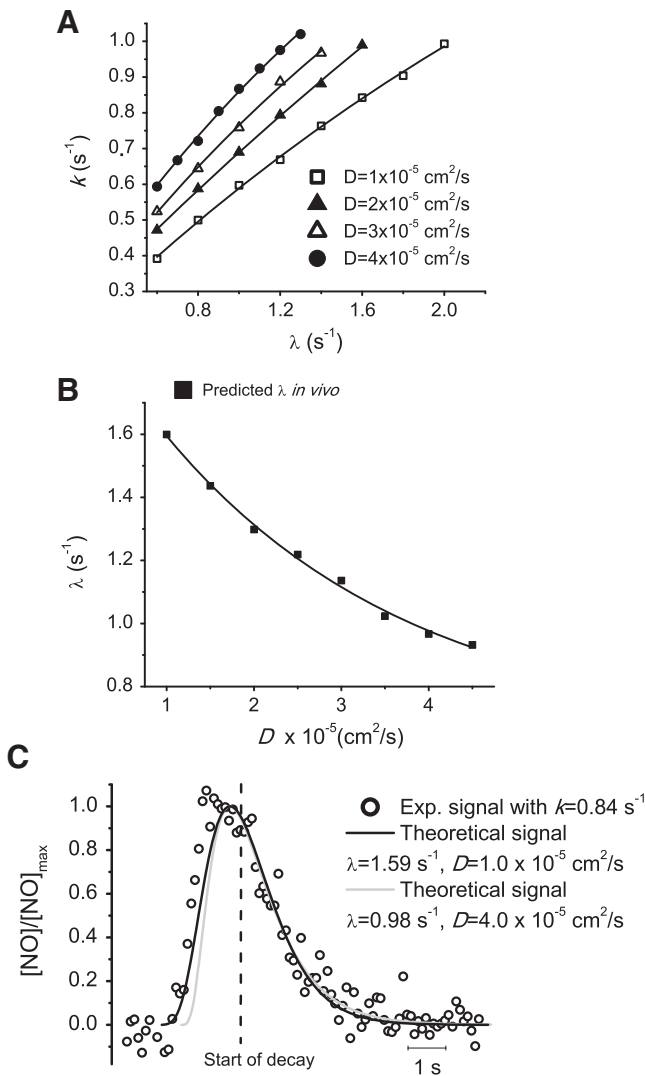 A
1.0
0.9
0.8
0.7
0.6
0.5
0.4
0.3
k (s⁻¹)
D=1x10⁻⁵ cm²/s
D=2x10⁻⁵ cm²/s
D=3x10⁻⁵ cm²/s
D=4x10⁻⁵ cm²/s
0.8 1.2 1.6 2.0
λ (s⁻¹)
B
Predicted λ in vivo
1.6
1.4
1.2
1.0
0.8
λ (s⁻¹)
1 2 3 4
D x 10⁻⁵(cm²/s)
C
1.0
0.8
0.6
0.4
0.2
0.0
[NO]/[NO]max
Exp. signal with k=0.84 s⁻¹
Theoretical signal
λ=1.59 s⁻¹, D=1.0 x 10⁻⁵ cm²/s
Theoretical signal
λ=0.98 s⁻¹, D=4.0 x 10⁻⁵ cm²/s
Start of decay
1 s